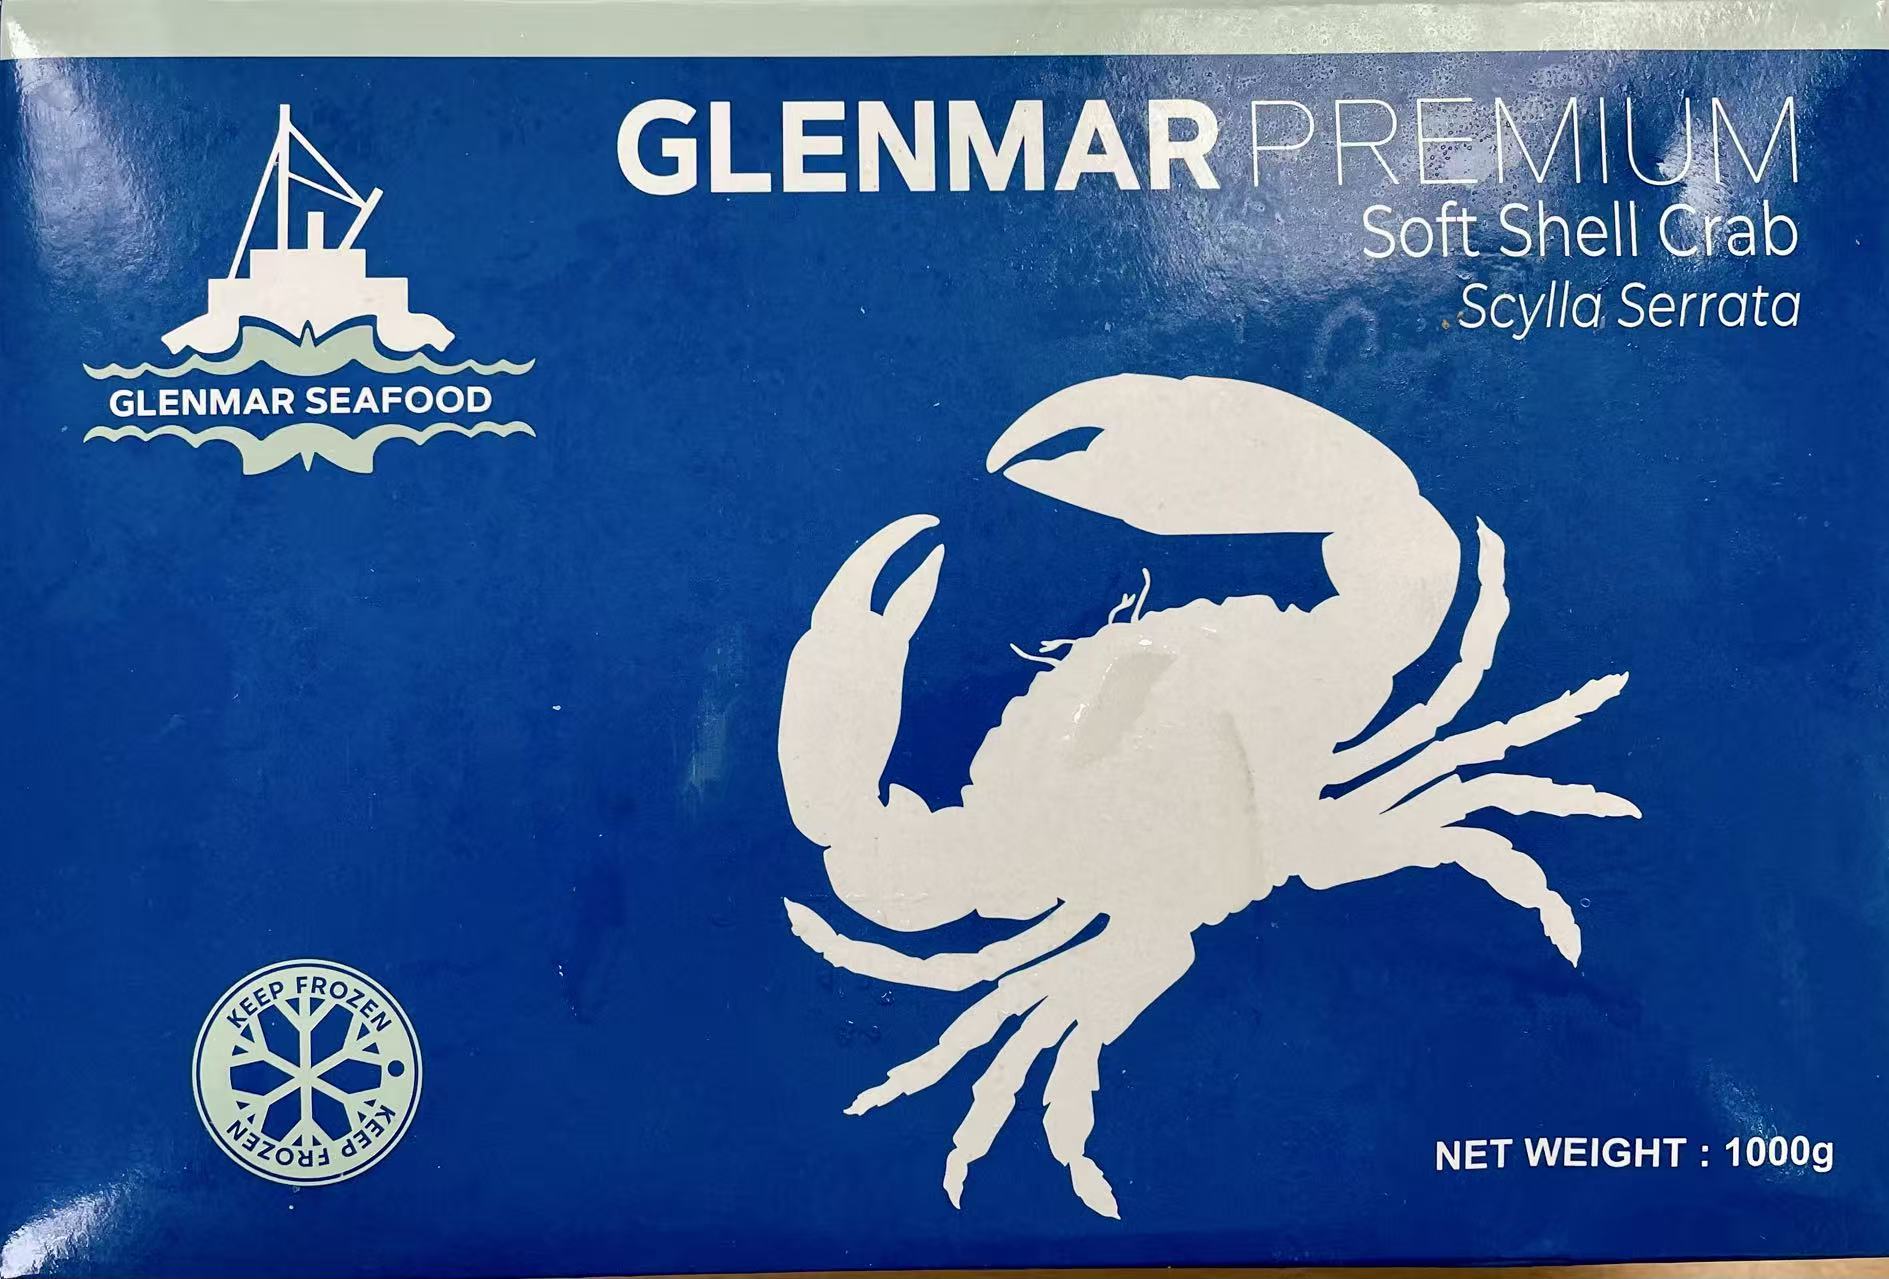 GLENMAR PREMIUM
Soft Shell Crab
Scylla Serrata
GLENMAR SEAFOOD
KEEP FROZEN
KEEP FROZEN
NET WEIGHT : 1000g